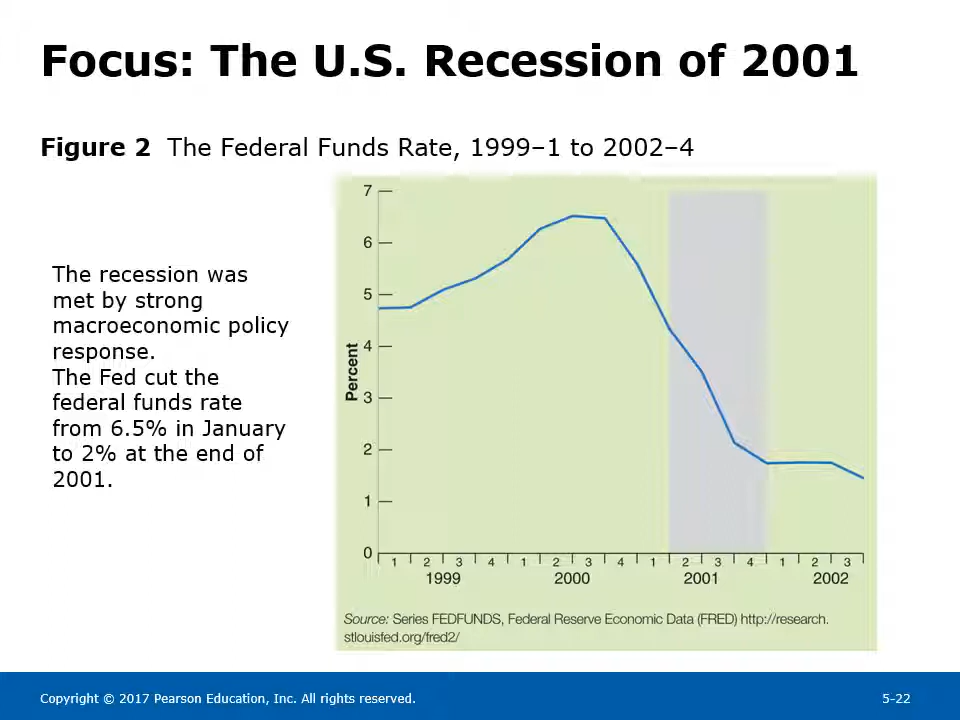 Focus: The U.S. Recession of 2001
Figure 2 The Federal Funds Rate, 1999–1 to 2002–4
The recession was
met by strong
macroeconomic policy
response.
The Fed cut the
federal funds rate
from 6.5% in January
to 2% at the end of
2001.
Percent
7
6
5
4
3
2
1
0
1 2 3 4 1 2 3 4 1 2 3 4 1 2 3
1999 2000 2001 2002
Source: Series FEDFUNDS, Federal Reserve Economic Data (FRED) http://research.
stlouisfed.org/fred2/
Copyright © 2017 Pearson Education, Inc. All rights reserved.
5-22